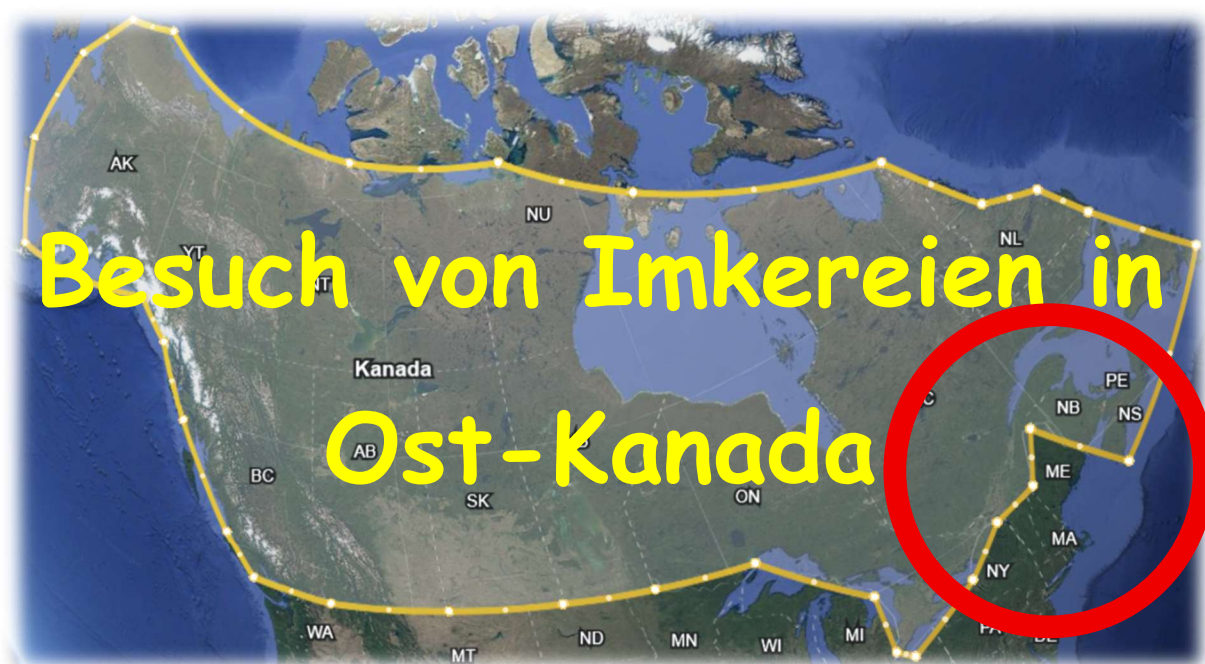 AK
NU
NL
YT
NT
Besuch von Imkereien in
Kanada
PE
NB
NS
Ost-Kanada
AB
BC
SK
ON
ME
MA
NY
WA
MT
ND
MN
WI
MI
PA